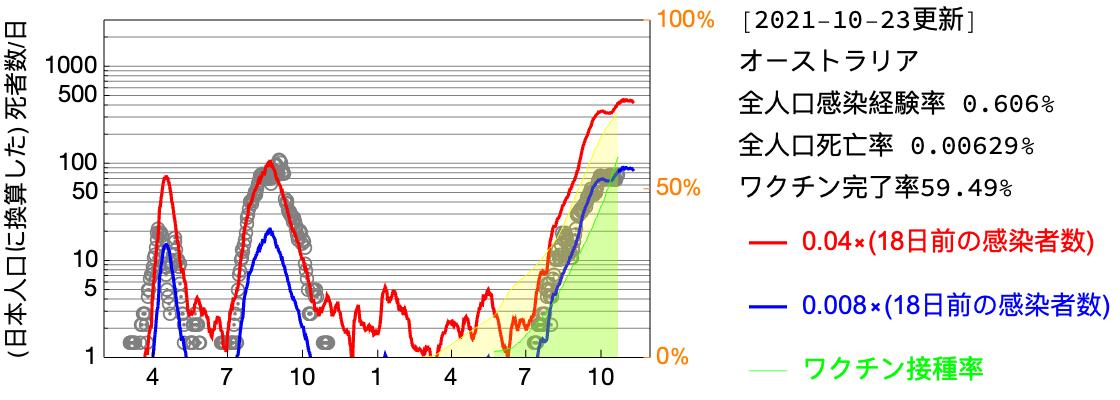 [2021-10-23更新]
オーストラリア
全人口感染経験率 0.606%
全人口死亡率 0.00629%
ワクチン完了率59.49%
0.04×(18日前の感染者数)
0.008×(18日前の感染者数)
ワクチン接種率
(日本人口に換算した) 死者数/日
1000
500
100
50
10
5
1
100%
50%
0%
4 7 10 1 4 7 10